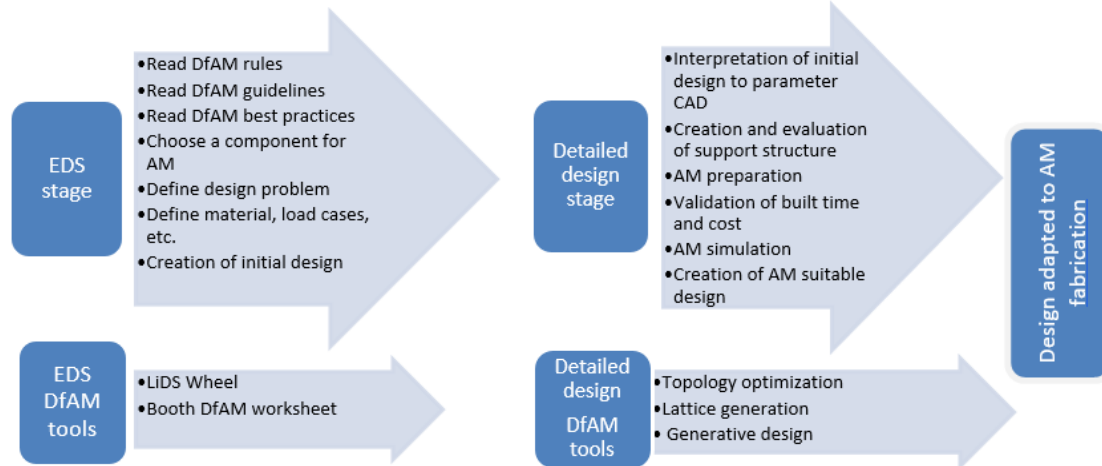 EDS
stage
•Read DfAM rules
•Read DfAM guidelines
•Read DfAM best practices
•Choose a component for
AM
•Define design problem
•Define material, load cases,
etc.
•Creation of initial design
Detailed
design
stage
•Interpretation of initial
design to parameter
CAD
•Creation and evaluation
of support structure
•AM preparation
•Validation of built time
and cost
•AM simulation
•Creation of AM suitable
design
Design adapted to AM
fabrication
EDS
DfAM
tools
•LiDS Wheel
•Booth DfAM worksheet
Detailed
design
DfAM
tools
•Topology optimization
•Lattice generation
• Generative design